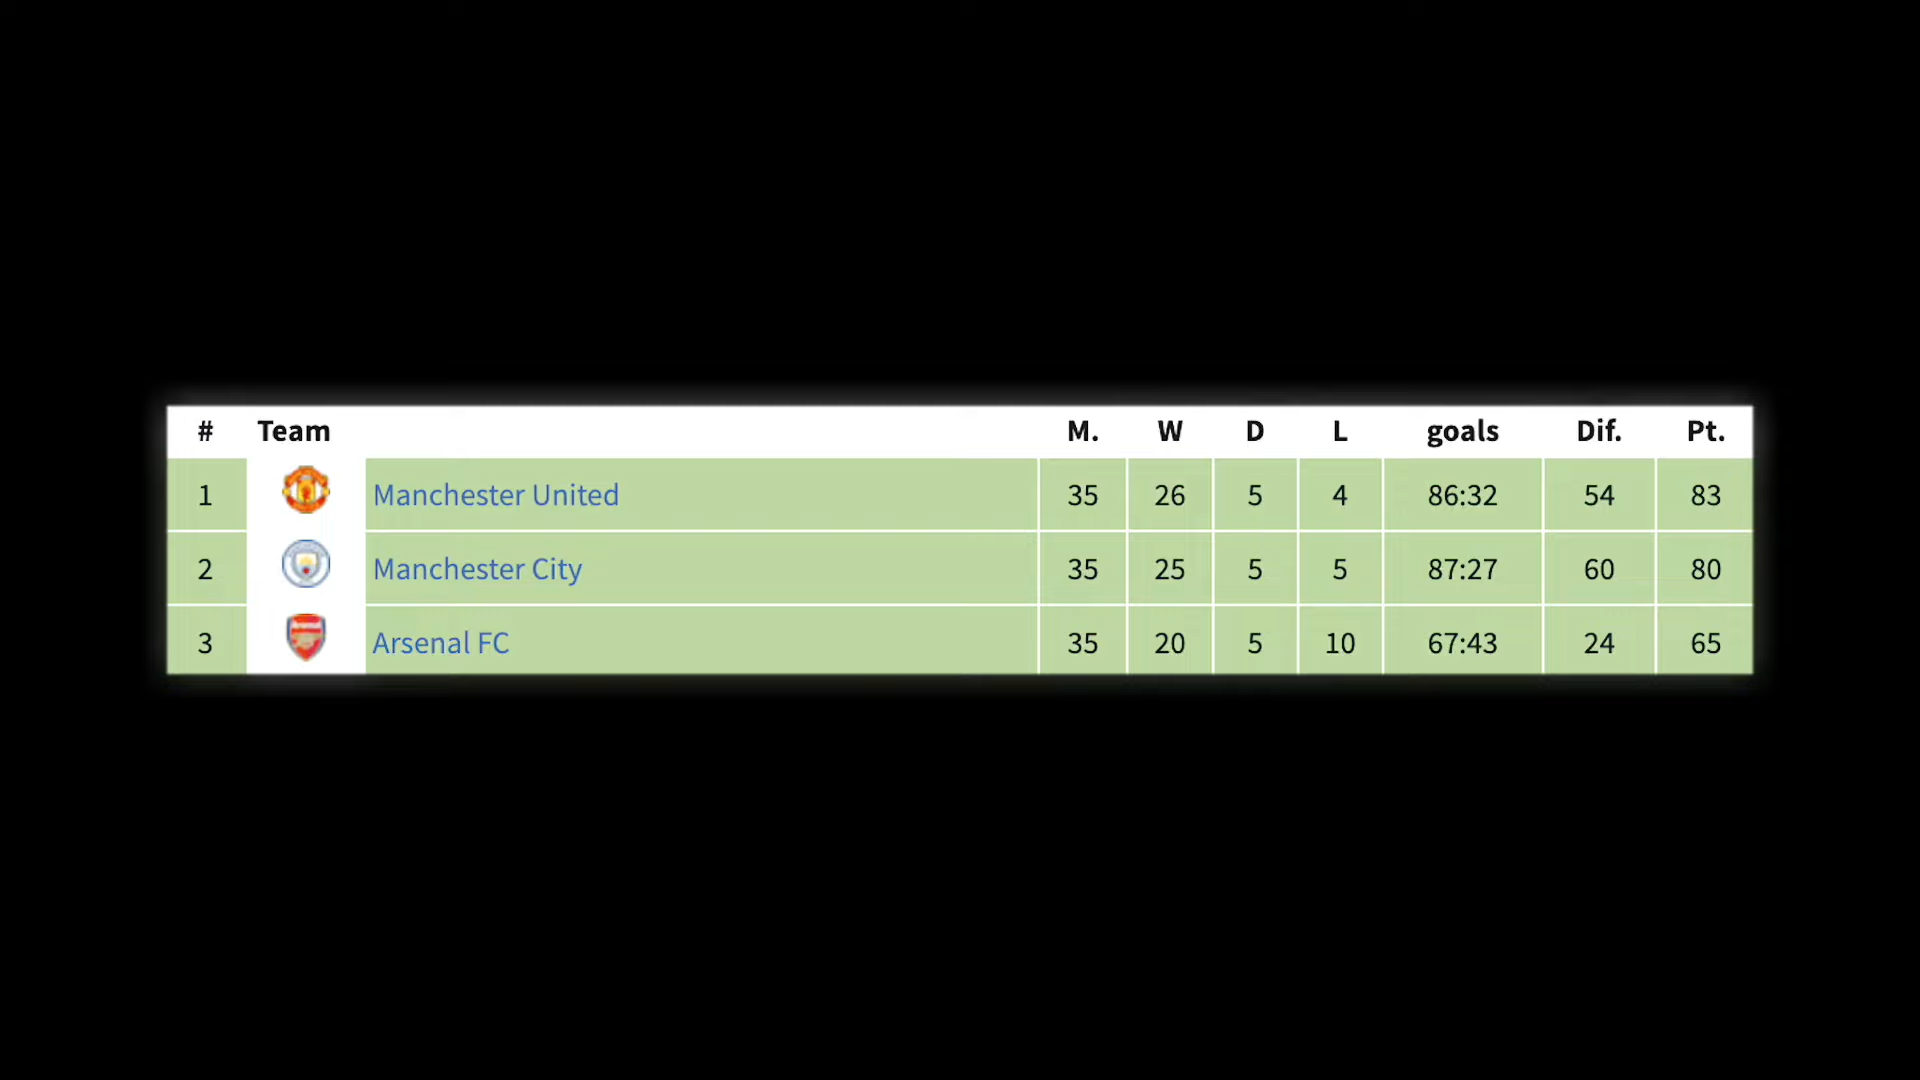 # Team M. W D L goals Dif. Pt.
1 Manchester United 35 26 5 4 86:32 54 83
2 Manchester City 35 25 5 5 87:27 60 80
3 Arsenal FC 35 20 5 10 67:43 24 65